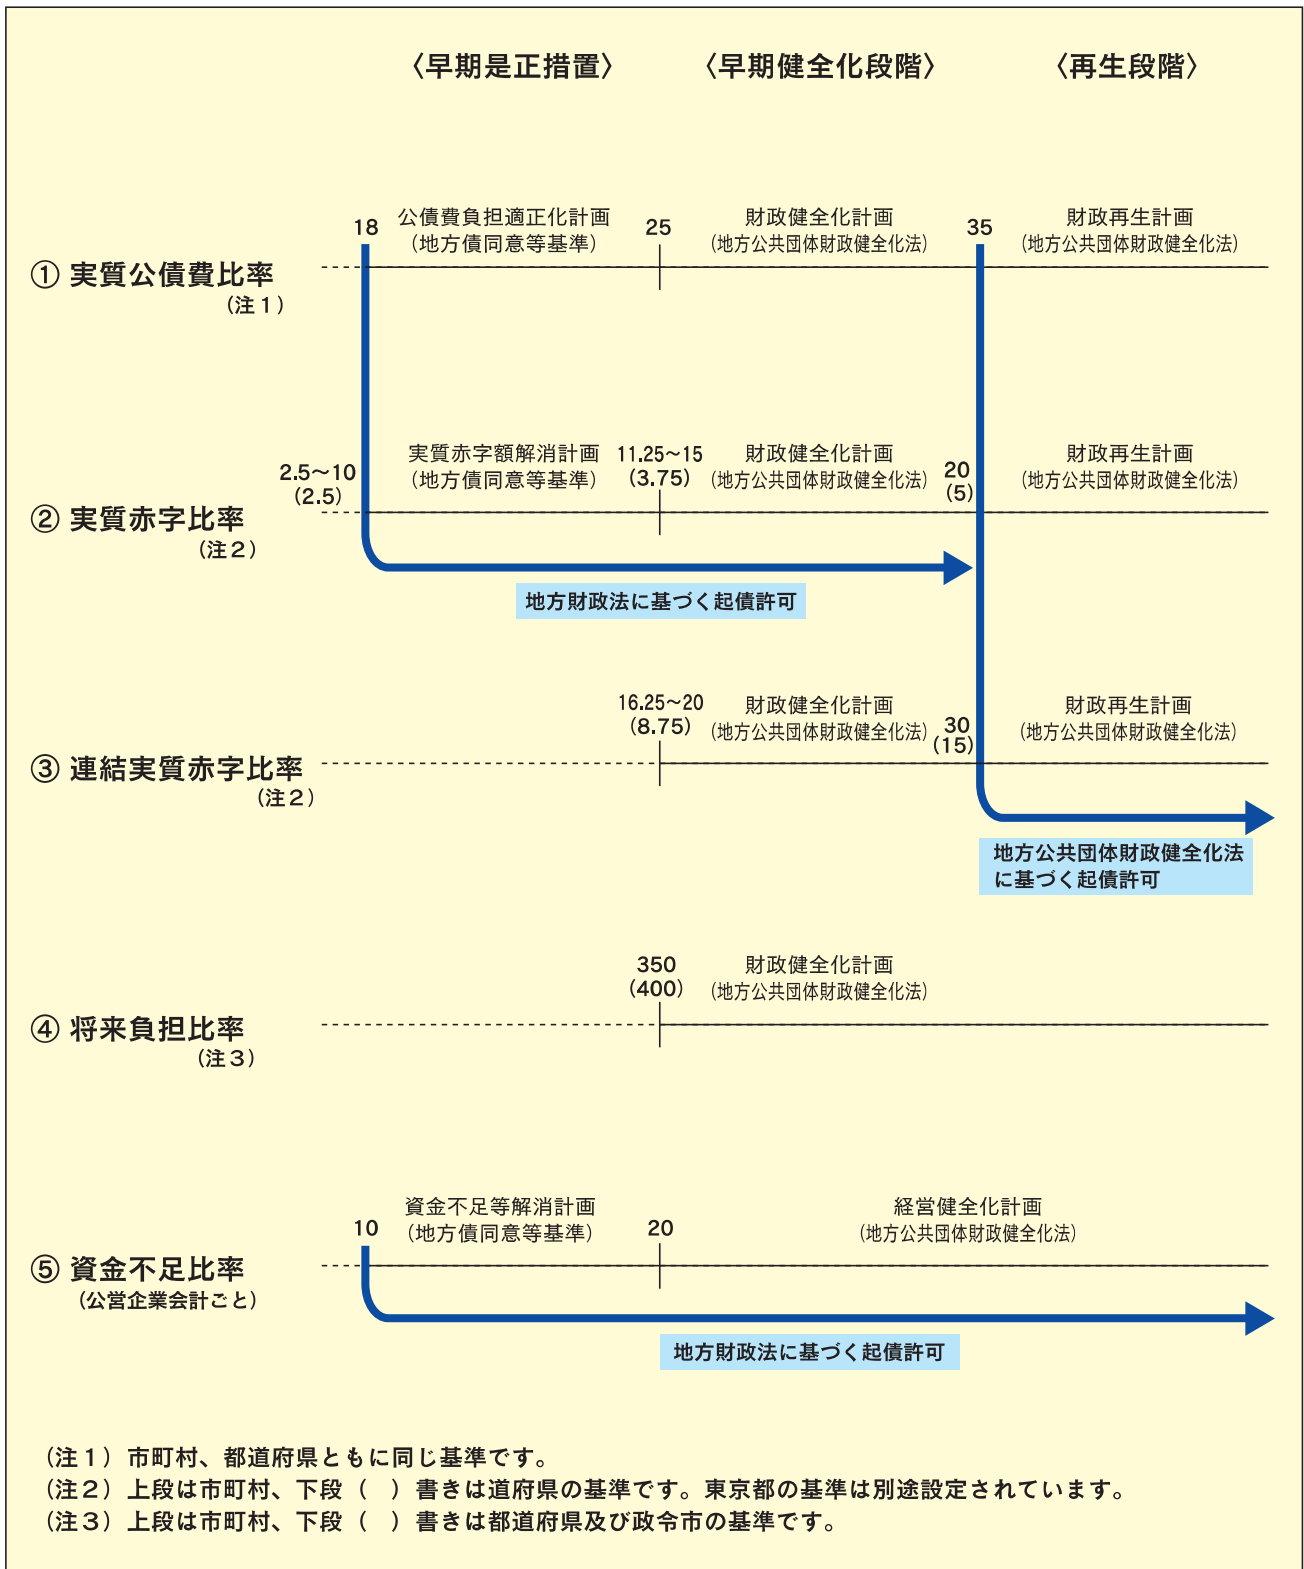 〈早期是正措置〉 〈早期健全化段階〉 〈再生段階〉
18 公債費負担適正化計画 25 財政健全化計画 35 財政再生計画
（地方債同意等基準） （地方公共団体財政健全化法） （地方公共団体財政健全化法）
① 実質公債費比率
（注１）
2.5〜10 実質赤字額解消計画 11.25〜15 財政健全化計画 20 財政再生計画
（2.5） （地方債同意等基準） （3.75） （地方公共団体財政健全化法） （5） （地方公共団体財政健全化法）
② 実質赤字比率
（注２）
地方財政法に基づく起債許可
16.25〜20 財政健全化計画 30 財政再生計画
（8.75） （地方公共団体財政健全化法） （15） （地方公共団体財政健全化法）
③ 連結実質赤字比率
（注２）
地方公共団体財政健全化法
に基づく起債許可
350 財政健全化計画
（400） （地方公共団体財政健全化法）
④ 将来負担比率
（注３）
10 資金不足等解消計画 20 経営健全化計画
（地方債同意等基準） （地方公共団体財政健全化法）
⑤ 資金不足比率
（公営企業会計ごと）
地方財政法に基づく起債許可
（注１）市町村、都道府県ともに同じ基準です。
（注２）上段は市町村、下段（　）書きは道府県の基準です。東京都の基準は別途設定されています。
（注３）上段は市町村、下段（　）書きは都道府県及び政令市の基準です。